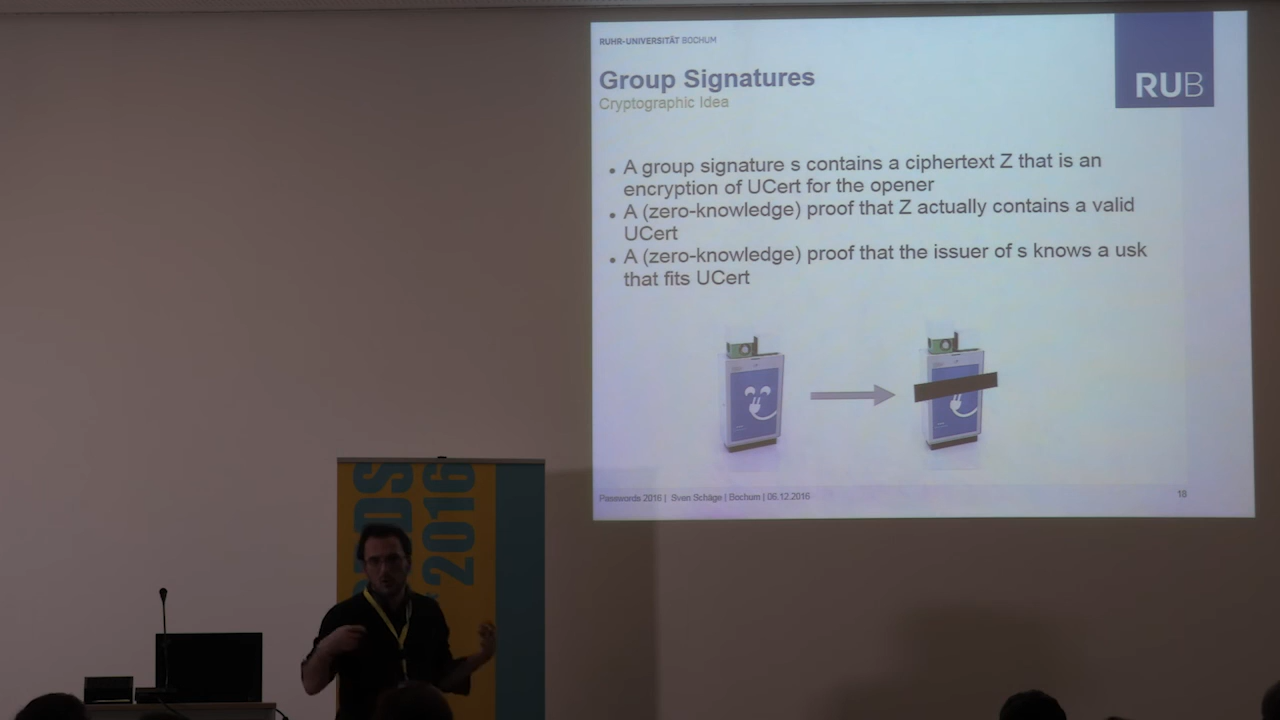 RUHR-UNIVERSITÄT BOCHUM
RUB
Group Signatures
Cryptographic Idea
• A group signature s contains a ciphertext Z that is an
encryption of UCert for the opener
• A (zero-knowledge) proof that Z actually contains a valid
UCert
• A (zero-knowledge) proof that the issuer of s knows a usk
that fits UCert
Passwords 2016 | Sven Schäge | Bochum | 06.12.2016
18
2016